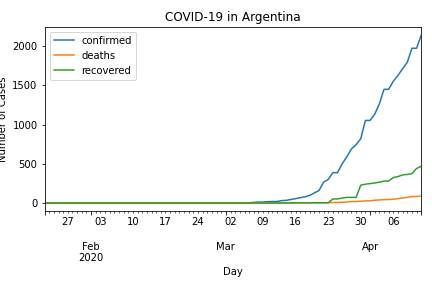 COVID-19 in Argentina
confirmed
deaths
recovered
2000
1500
1000
500
0
Number of Cases
27 03 10 17 24 02 09 16 23 30 06
Feb Mar Apr
2020
Day